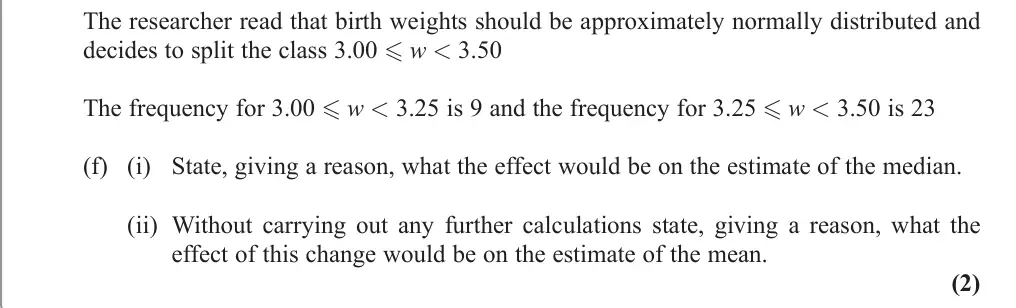 The researcher read that birth weights should be approximately normally distributed and
decides to split the class 3.00 ⩽ w < 3.50
The frequency for 3.00 ⩽ w < 3.25 is 9 and the frequency for 3.25 ⩽ w < 3.50 is 23
(f) (i) State, giving a reason, what the effect would be on the estimate of the median.
(ii) Without carrying out any further calculations state, giving a reason, what the
effect of this change would be on the estimate of the mean.
(2)